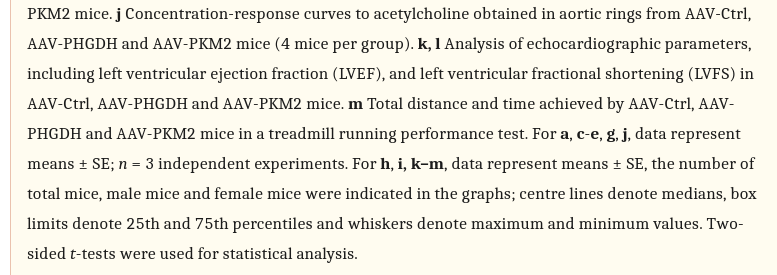 PKM2 mice. j Concentration-response curves to acetylcholine obtained in aortic rings from AAV-Ctrl,
AAV-PHGDH and AAV-PKM2 mice (4 mice per group). k, l Analysis of echocardiographic parameters,
including left ventricular ejection fraction (LVEF), and left ventricular fractional shortening (LVFS) in
AAV-Ctrl, AAV-PHGDH and AAV-PKM2 mice. m Total distance and time achieved by AAV-Ctrl, AAV-
PHGDH and AAV-PKM2 mice in a treadmill running performance test. For a, c-e, g, j, data represent
means ± SE; n = 3 independent experiments. For h, i, k–m, data represent means ± SE, the number of
total mice, male mice and female mice were indicated in the graphs; centre lines denote medians, box
limits denote 25th and 75th percentiles and whiskers denote maximum and minimum values. Two-
sided t-tests were used for statistical analysis.